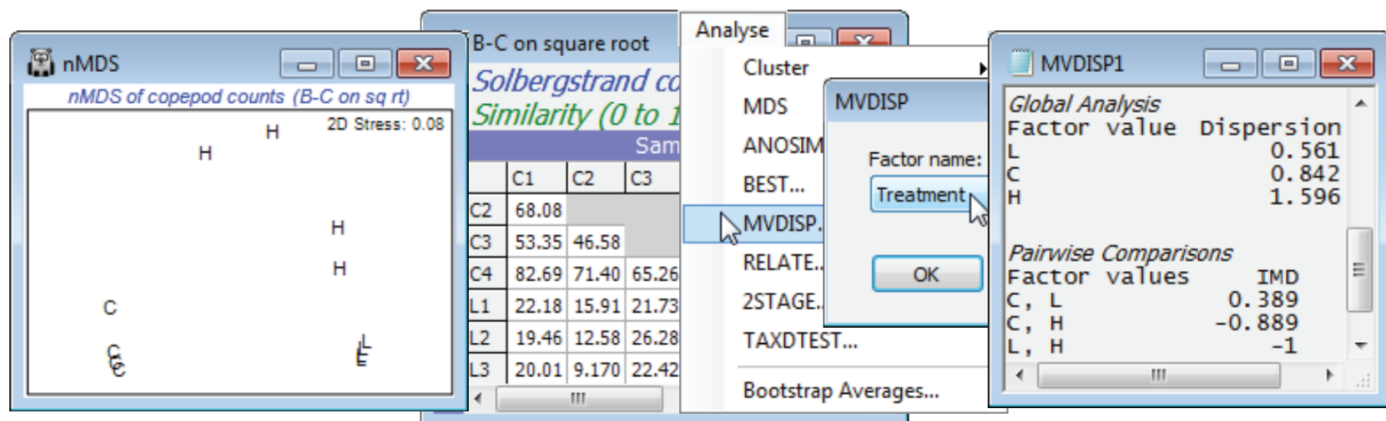 nMDS
nMDS of copepod counts (B-C on sq rt)
2D Stress: 0.08
H
H
H
H
C
C
C
C
L
L
L
B-C on square root
Solbergstrand co
Similarity (0 to 1
Sam
C1 C2 C3
C2 68.08
C3 53.35 46.58
C4 82.69 71.40 65.26
L1 22.18 15.91 21.73
L2 19.46 12.58 26.28
L3 20.01 9.170 22.42
Analyse
Cluster
MDS
ANOSIM
BEST...
MVDISP.
RELATE..
2STAGE.
TAXDTEST...
Bootstrap Averages...
MVDISP
Factor name:
Treatment
OK
MVDISP1
Global Analysis
Factor value Dispersion
L 0.561
C 0.842
H 1.596
Pairwise Comparisons
Factor values IMD
C, L 0.389
C, H -0.889
L, H -1